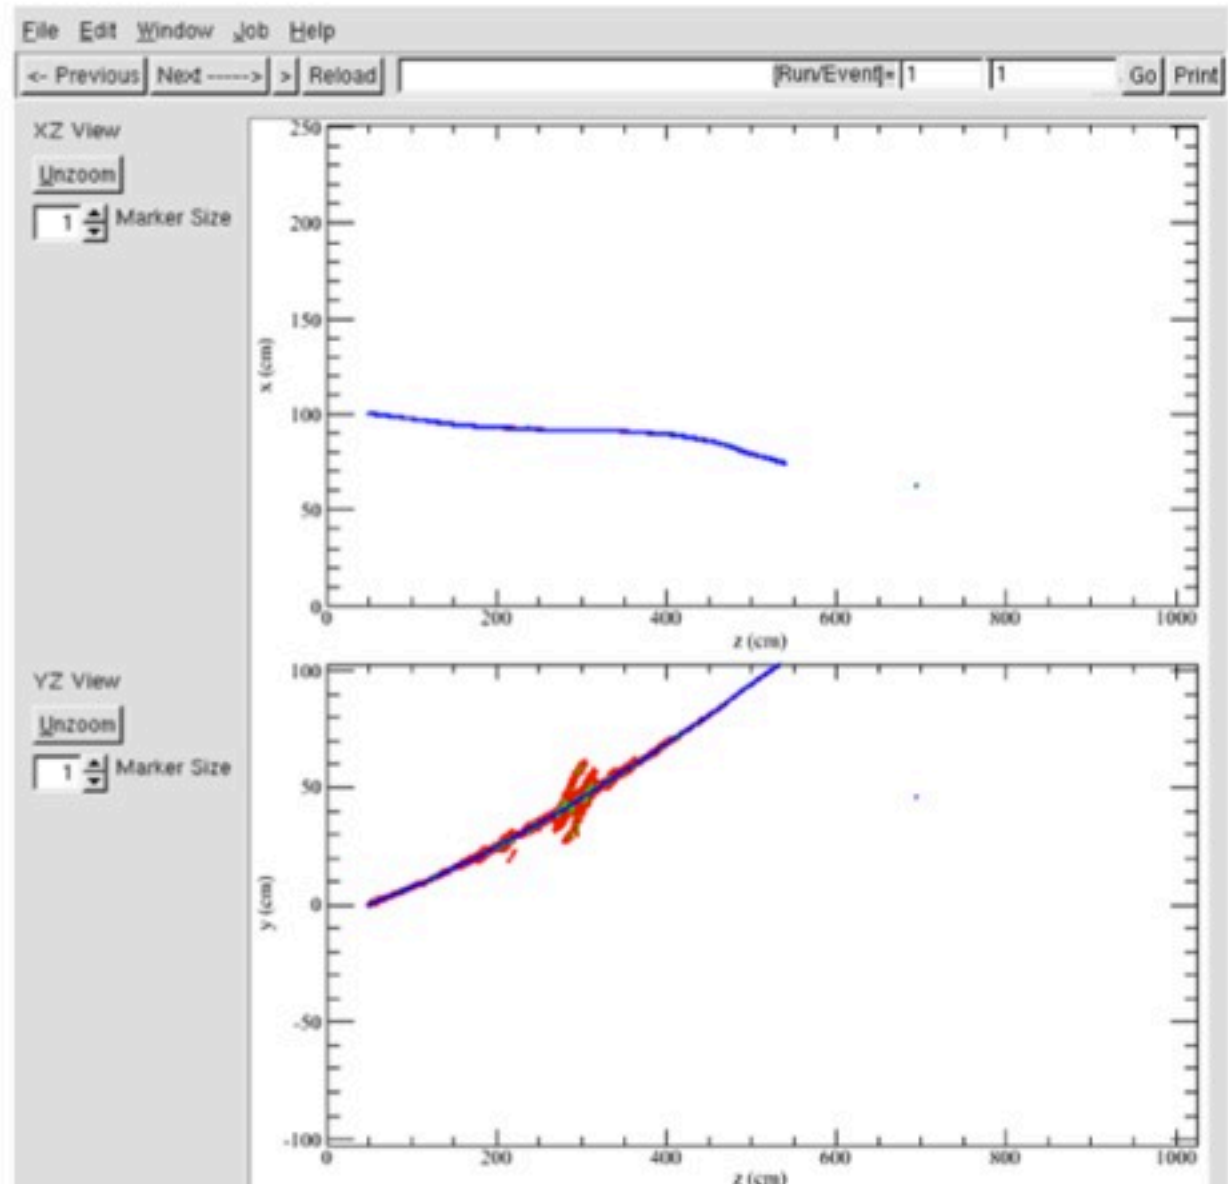 File Edit Window Job Help
<- Previous Next -----> > Reload [Run/Event]= 1 1 Go Print
XZ View
Unzoom
1 Marker Size
250
200
150
100
50
0
x (cm)
0 200 400 600 800 1000
z (cm)
YZ View
Unzoom
1 Marker Size
100
50
0
-50
-100
y (cm)
0 200 400 600 800 1000
z (cm)